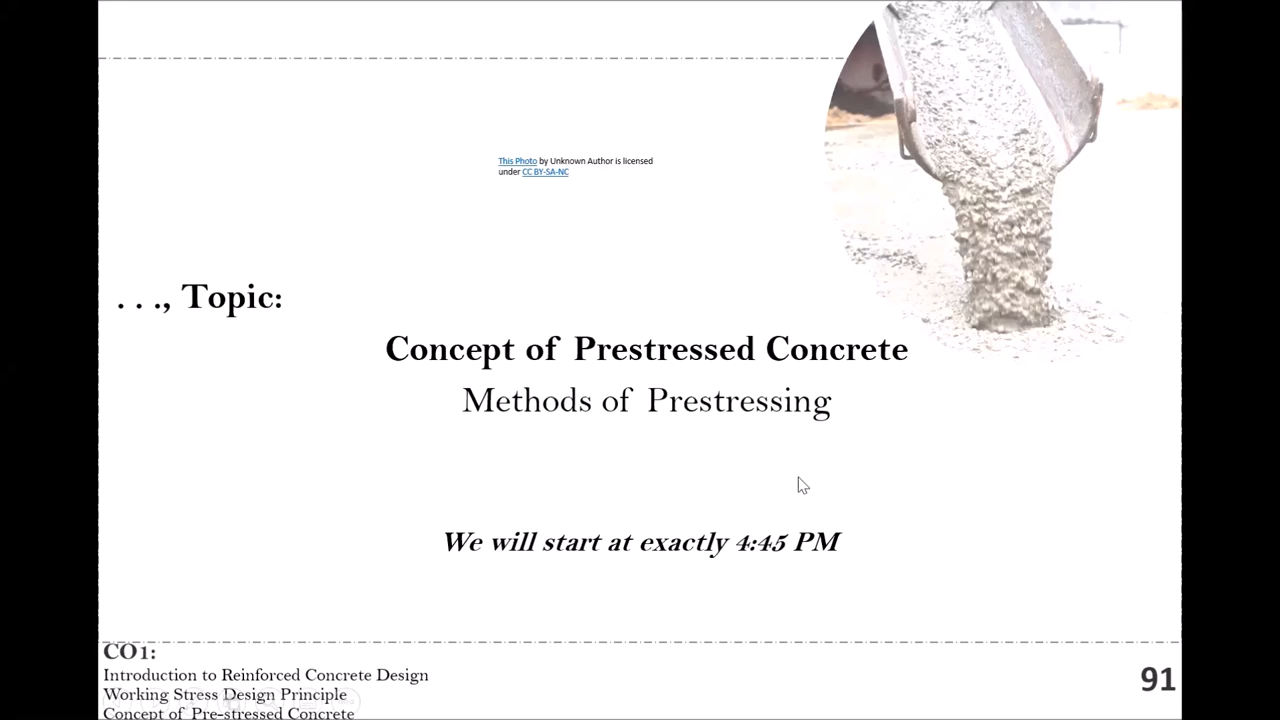 This Photo by Unknown Author is licensed
under CC BY-SA-NC
. . ., Topic:
Concept of Prestressed Concrete
Methods of Prestressing
We will start at exactly 4:45 PM
CO1:
Introduction to Reinforced Concrete Design
Working Stress Design Principle
Concept of Pre-stressed Concrete
91